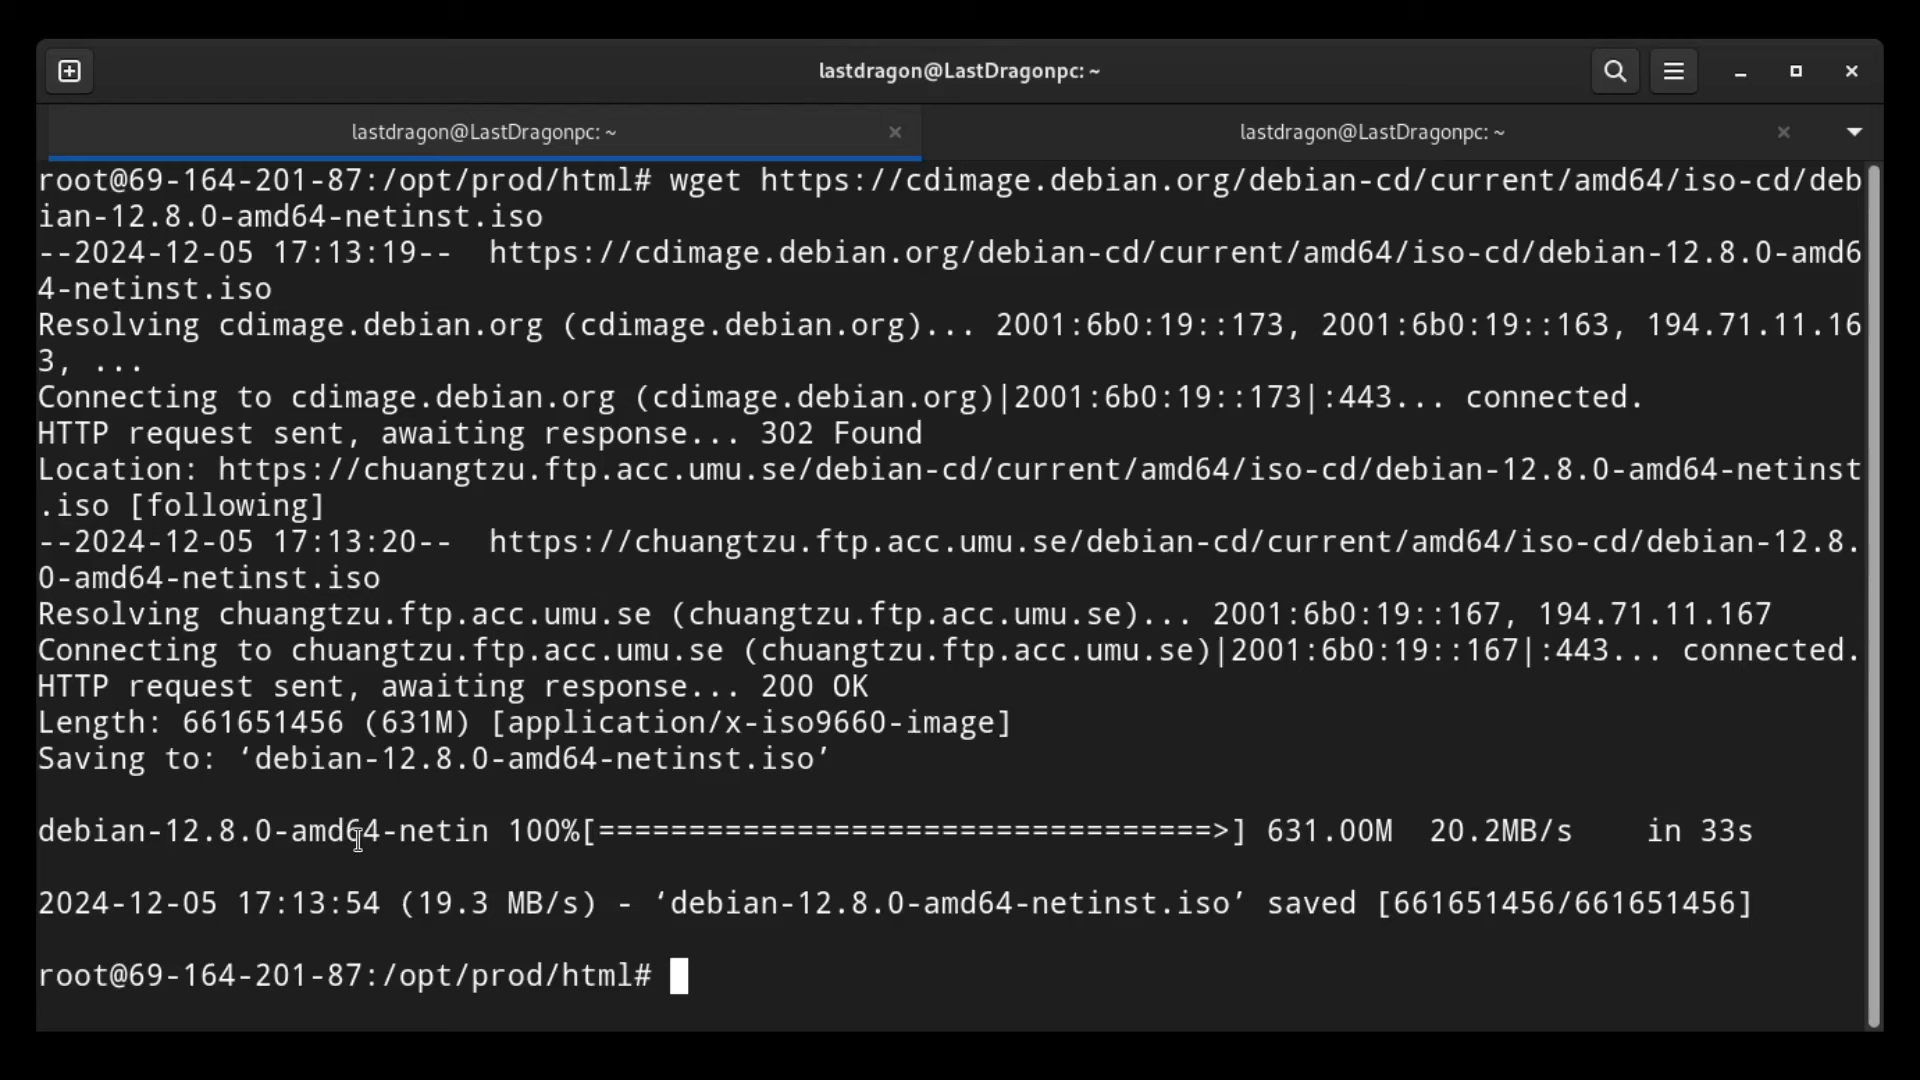 lastdragon@LastDragonpc: ~
lastdragon@LastDragonpc: ~
lastdragon@LastDragonpc: ~
root@69-164-201-87:/opt/prod/html# wget https://cdimage.debian.org/debian-cd/current/amd64/iso-cd/deb
ian-12.8.0-amd64-netinst.iso
--2024-12-05 17:13:19--  https://cdimage.debian.org/debian-cd/current/amd64/iso-cd/debian-12.8.0-amd6
4-netinst.iso
Resolving cdimage.debian.org (cdimage.debian.org)... 2001:6b0:19::173, 2001:6b0:19::163, 194.71.11.16
3, ...
Connecting to cdimage.debian.org (cdimage.debian.org)|2001:6b0:19::173|:443... connected.
HTTP request sent, awaiting response... 302 Found
Location: https://chuangtzu.ftp.acc.umu.se/debian-cd/current/amd64/iso-cd/debian-12.8.0-amd64-netinst
.iso [following]
--2024-12-05 17:13:20--  https://chuangtzu.ftp.acc.umu.se/debian-cd/current/amd64/iso-cd/debian-12.8.
0-amd64-netinst.iso
Resolving chuangtzu.ftp.acc.umu.se (chuangtzu.ftp.acc.umu.se)... 2001:6b0:19::167, 194.71.11.167
Connecting to chuangtzu.ftp.acc.umu.se (chuangtzu.ftp.acc.umu.se)|2001:6b0:19::167|:443... connected.
HTTP request sent, awaiting response... 200 OK
Length: 661651456 (631M) [application/x-iso9660-image]
Saving to: ‘debian-12.8.0-amd64-netinst.iso’
debian-12.8.0-amd64-netin 100%[==================================>] 631.00M  20.2MB/s    in 33s
2024-12-05 17:13:54 (19.3 MB/s) - ‘debian-12.8.0-amd64-netinst.iso’ saved [661651456/661651456]
root@69-164-201-87:/opt/prod/html#